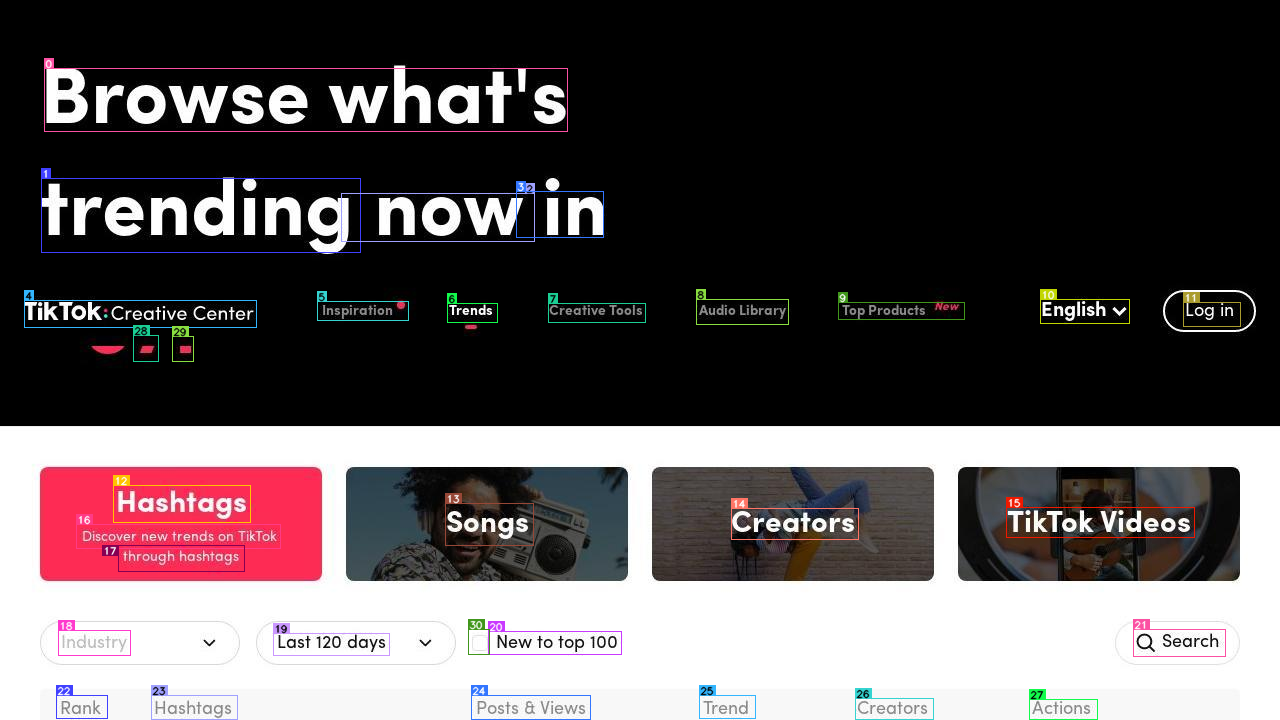 Browse what's
trending now in
TikTok: Creative Center
Inspiration
Trends
Creative Tools
Audio Library
Top Products New
English
Log in
Hashtags
Discover new trends on TikTok
through hashtags
Songs
Creators
TikTok Videos
Industry
Last 120 days
New to top 100
Search
Rank
Hashtags
Posts & Views
Trend
Creators
Actions
0
1
2
3
4
5
6
7
8
9
10
11
12
13
14
15
16
17
18
19
20
21
22
23
24
25
26
27
28
29
30